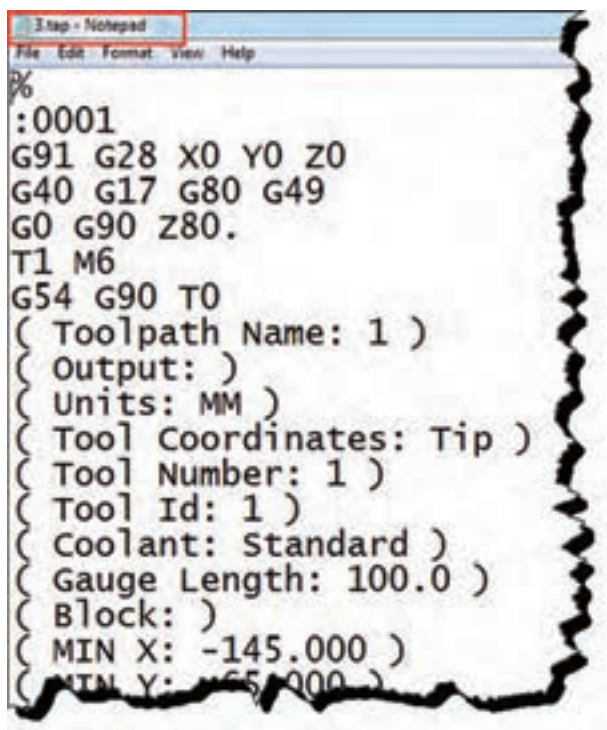 3.tap - Notepad
File Edit Format View Help
%
:0001
G91 G28 X0 Y0 Z0
G40 G17 G80 G49
G0 G90 Z80.
T1 M6
G54 G90 T0
( Toolpath Name: 1 )
( Output: )
( Units: MM )
( Tool Coordinates: Tip )
( Tool Number: 1 )
( Tool Id: 1 )
( Coolant: Standard )
( Gauge Length: 100.0 )
( Block: )
( MIN X: -145.000 )
( MIN Y: